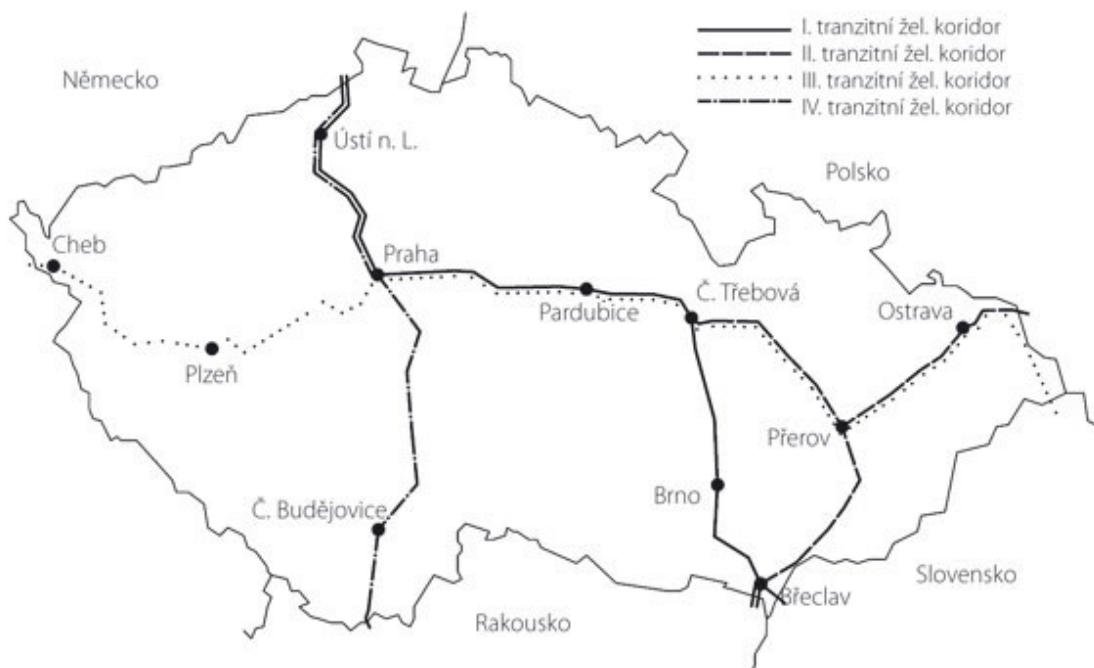 I. tranzitní žel. koridor
II. tranzitní žel. koridor
III. tranzitní žel. koridor
IV. tranzitní žel. koridor
Německo
Ústí n. L.
Polsko
Cheb
Praha
Č. Třebová
Pardubice
Ostrava
Plzeň
Přerov
Brno
Č. Budějovice
Slovensko
Břeclav
Rakousko